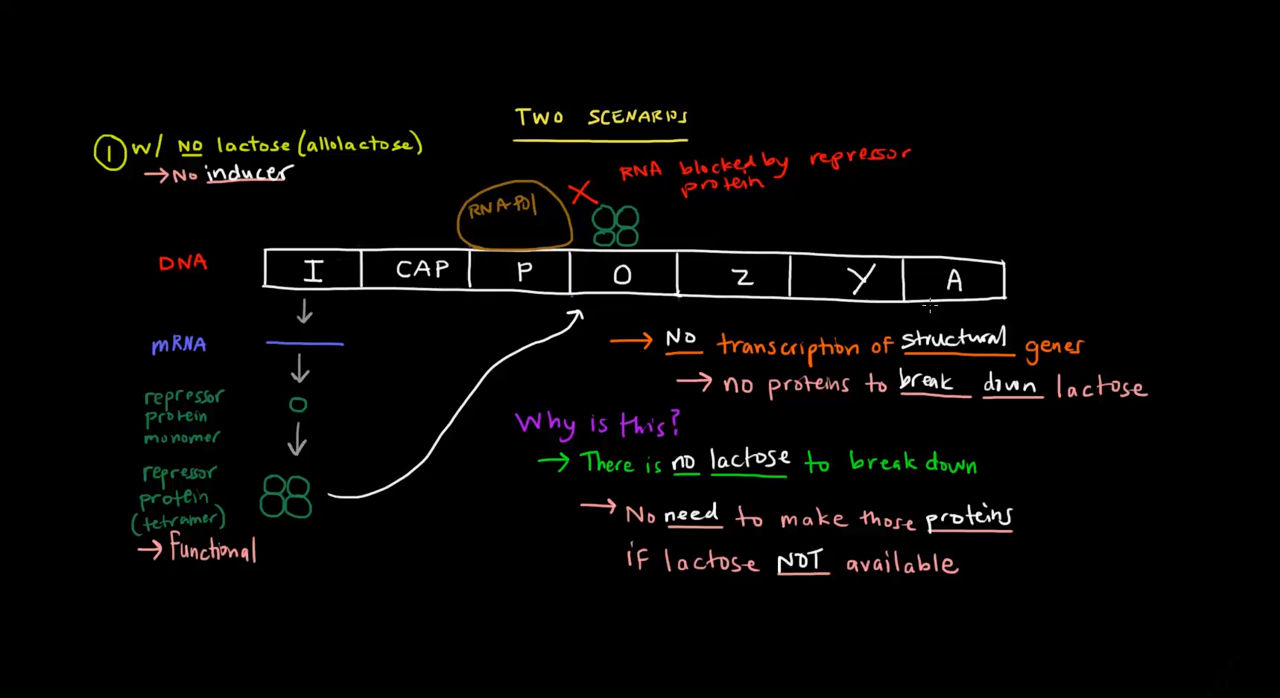 TWO SCENARIOS
① w/ NO lactose (allolactose)
→ No inducer
RNA blocked by repressor
protein
RNA pol
DNA
I CAP P O Z Y A
mRNA
→ No transcription of structural genes
→ no proteins to break down lactose
repressor
protein
monomer
Why is this?
→ There is no lactose to break down
repressor
protein
(tetramer)
→ Functional
→ No need to make those proteins
if lactose NOT available